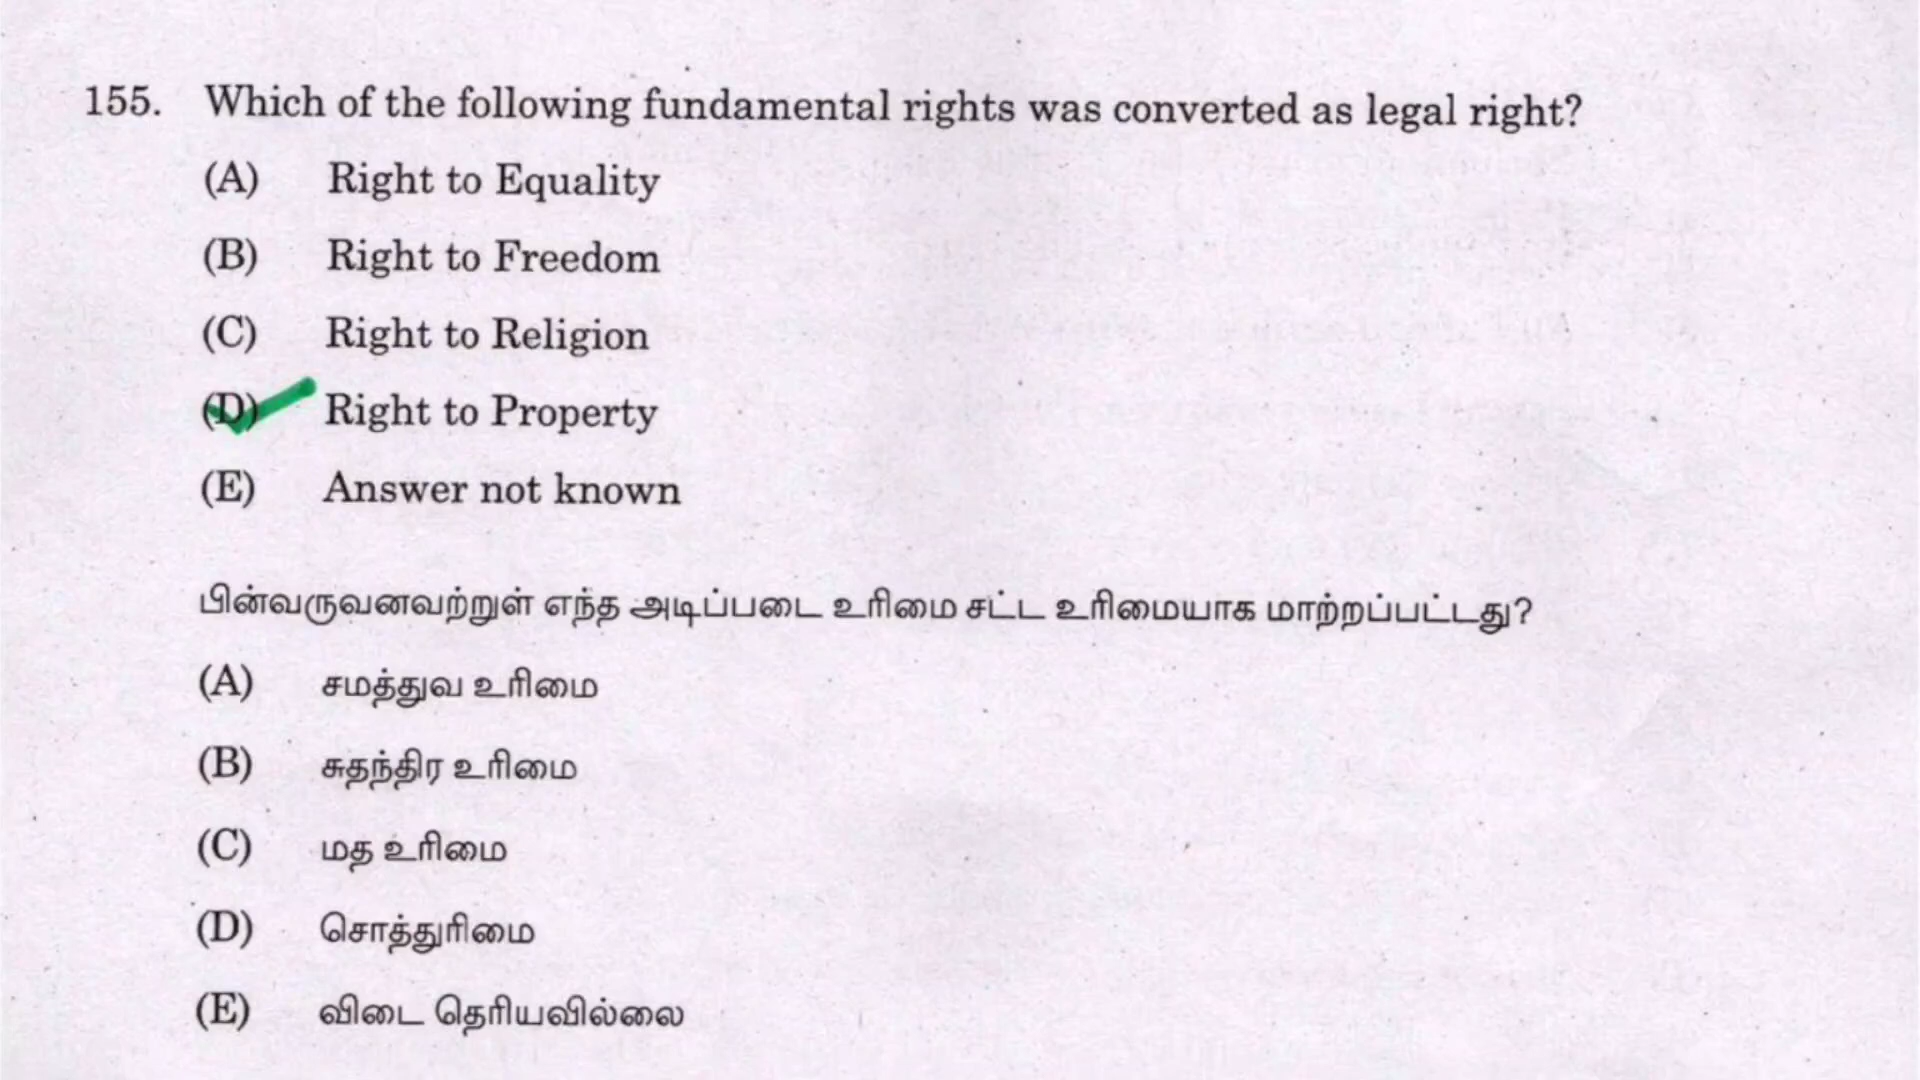 155. Which of the following fundamental rights was converted as legal right?
(A) Right to Equality
(B) Right to Freedom
(C) Right to Religion
(D) Right to Property
(E) Answer not known
பின்வருவனவற்றுள் எந்த அடிப்படை உரிமை சட்ட உரிமையாக மாற்றப்பட்டது?
(A) சமத்துவ உரிமை
(B) சுதந்திர உரிமை
(C) மத உரிமை
(D) சொத்துரிமை
(E) விடை தெரியவில்லை